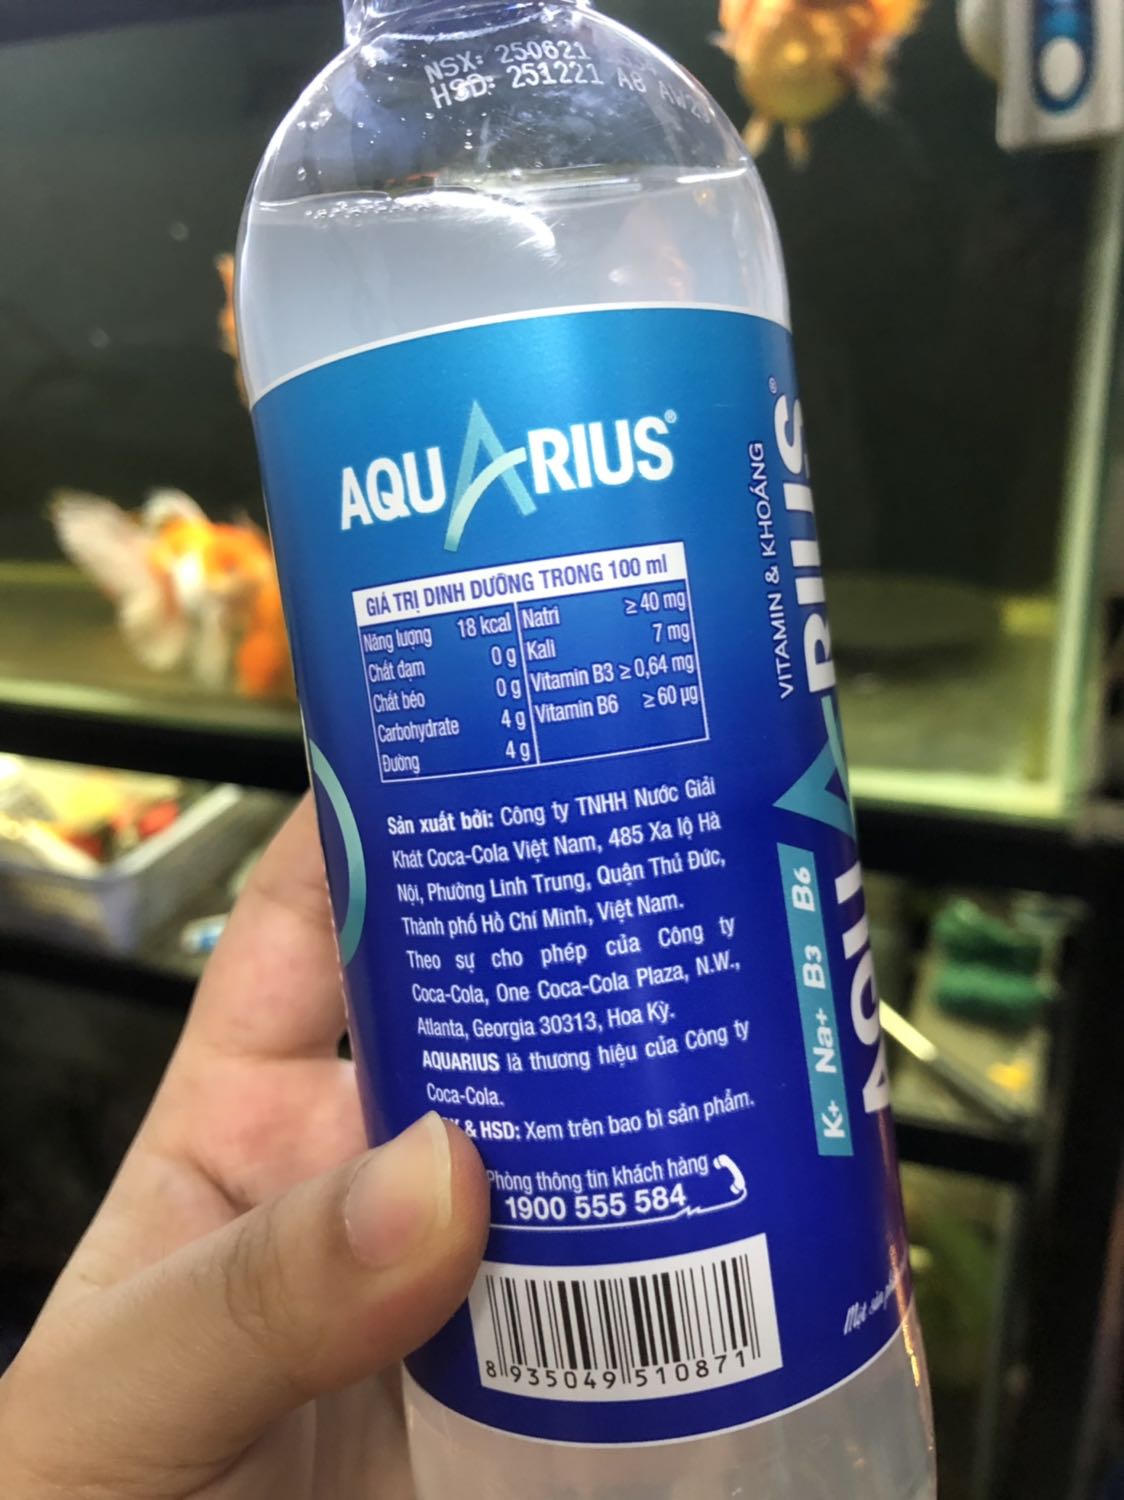 NSX: 250621
HSD: 251221 A8
AQUARIUS®
GIÁ TRỊ DINH DƯỠNG TRONG 100 ml
Năng lượng 18 kcal
Chất đạm 0 g
Chất béo 0 g
Carbohydrate 4 g
Đường 4 g
Natri ≥ 40 mg
Kali 7 mg
Vitamin B3 ≥ 0,64 mg
Vitamin B6 ≥ 60 µg
Sản xuất bởi: Công ty TNHH Nước Giải
Khát Coca-Cola Việt Nam, 485 Xa lộ Hà
Nội, Phường Linh Trung, Quận Thủ Đức,
Thành phố Hồ Chí Minh, Việt Nam.
Theo sự cho phép của Công ty
Coca-Cola, One Coca-Cola Plaza, N.W.,
Atlanta, Georgia 30313, Hoa Kỳ.
AQUARIUS là thương hiệu của Công ty
Coca-Cola.
& HSD: Xem trên bao bì sản phẩm.
Phòng thông tin khách hàng
1900 555 584
8 935049 510871
VITAMIN & KHOÁNG
AQUARIUS®
K+ Na+ B3 B6
Một sản